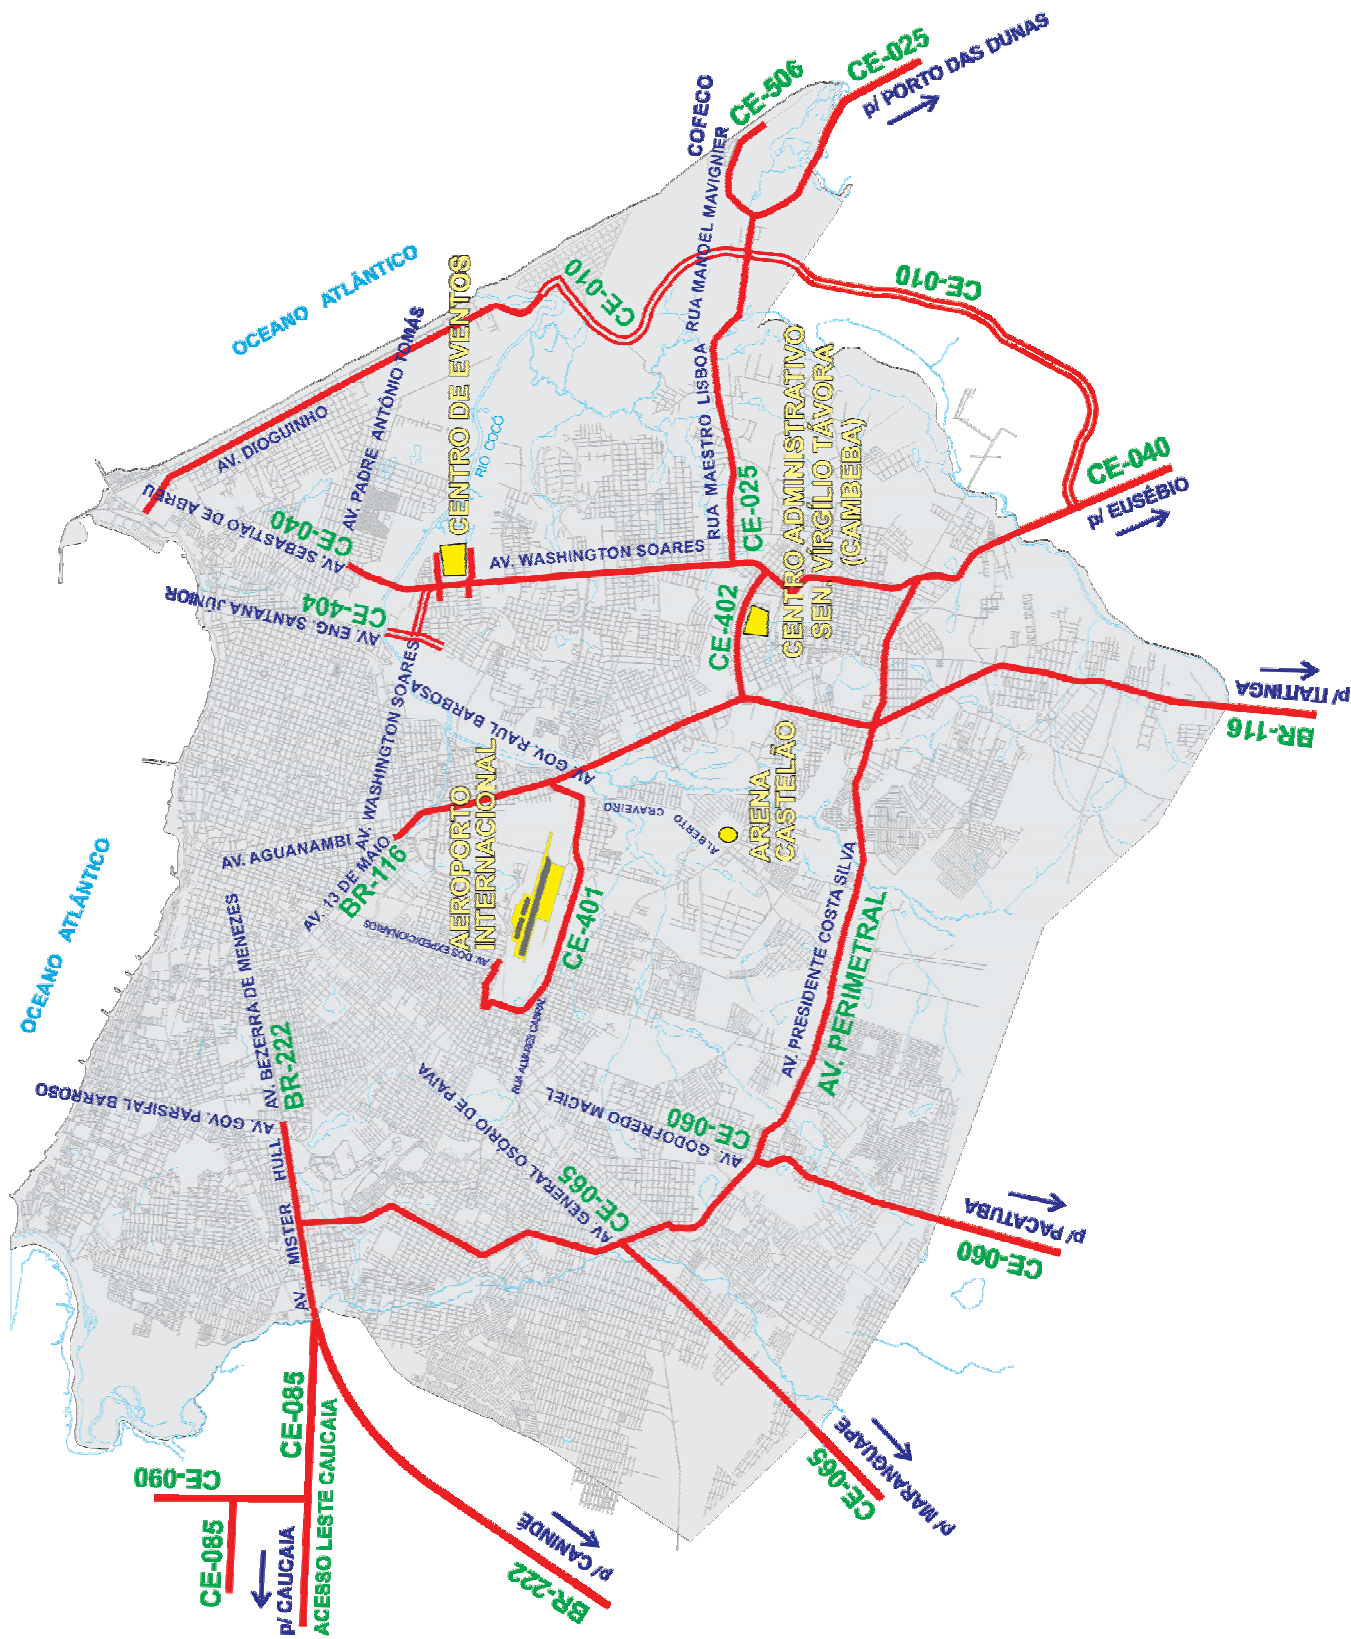 CE-025
p/ PORTO DAS DUNAS
CE-506
COFECO
RUA MANOEL MAVIGNIER
OCEANO ATLÂNTICO
CE-010
CE-010
CENTRO DE EVENTOS
AV. PADRE ANTÔNIO TOMÁS
AV. DIOGUINHO
RIO COCÓ
RUA MAESTRO LISBOA
CENTRO ADMINISTRATIVO
SEN. VIRGÍLIO TÁVORA
(CAMBEBA)
CE-040
p/ EUSÉBIO
AV. SEBASTIÃO DE ABREU
CE-040
CE-025
AV. WASHINGTON SOARES
CE-404
AV. ENG. SANTANA JÚNIOR
CE-402
AV. WASHINGTON SOARES
AV. GOV. RAUL BARBOSA
p/ ITAITINGA
BR-116
ARENA
CASTELÃO
AEROPORTO
INTERNACIONAL
ALBERTO CRAVEIRO
AV. AGUANAMBI
AV. 13 DE MAIO
BR-116
OCEANO ATLÂNTICO
AV. DOS EXPEDICIONÁRIOS
CE-401
AV. PRESIDENTE COSTA SILVA
AV. PERIMETRAL
AV. BEZERRA DE MENEZES
BR-222
RUA ALVARES CABRAL
AV. GOV. PARSIFAL BARROSO
AV. GENERAL OSÓRIO DE PAIVA
CE-065
AV. GODOFREDO MACIEL
CE-060
AV. MISTER HULL
p/ PACATUBA
CE-060
CE-085
ACESSO LESTE CAUCAIA
CE-090
CE-085
p/ CAUCAIA
p/ CANINDÉ
BR-222
p/ MARANGUAPE
CE-065